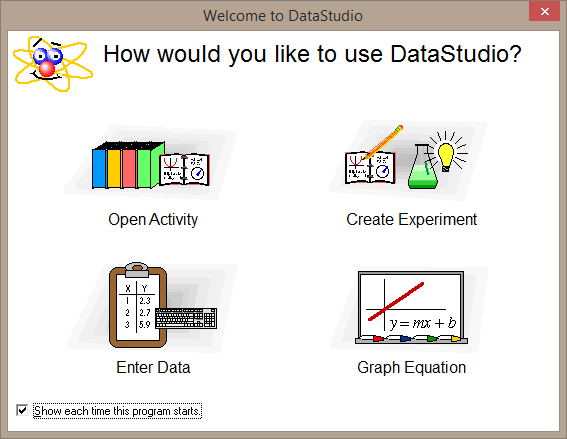 Welcome to DataStudio
How would you like to use DataStudio?
Open Activity
Create Experiment
X Y
1 2.3
2 2.7
3 5.9
y = mx + b
Enter Data
Graph Equation
Show each time this program starts.